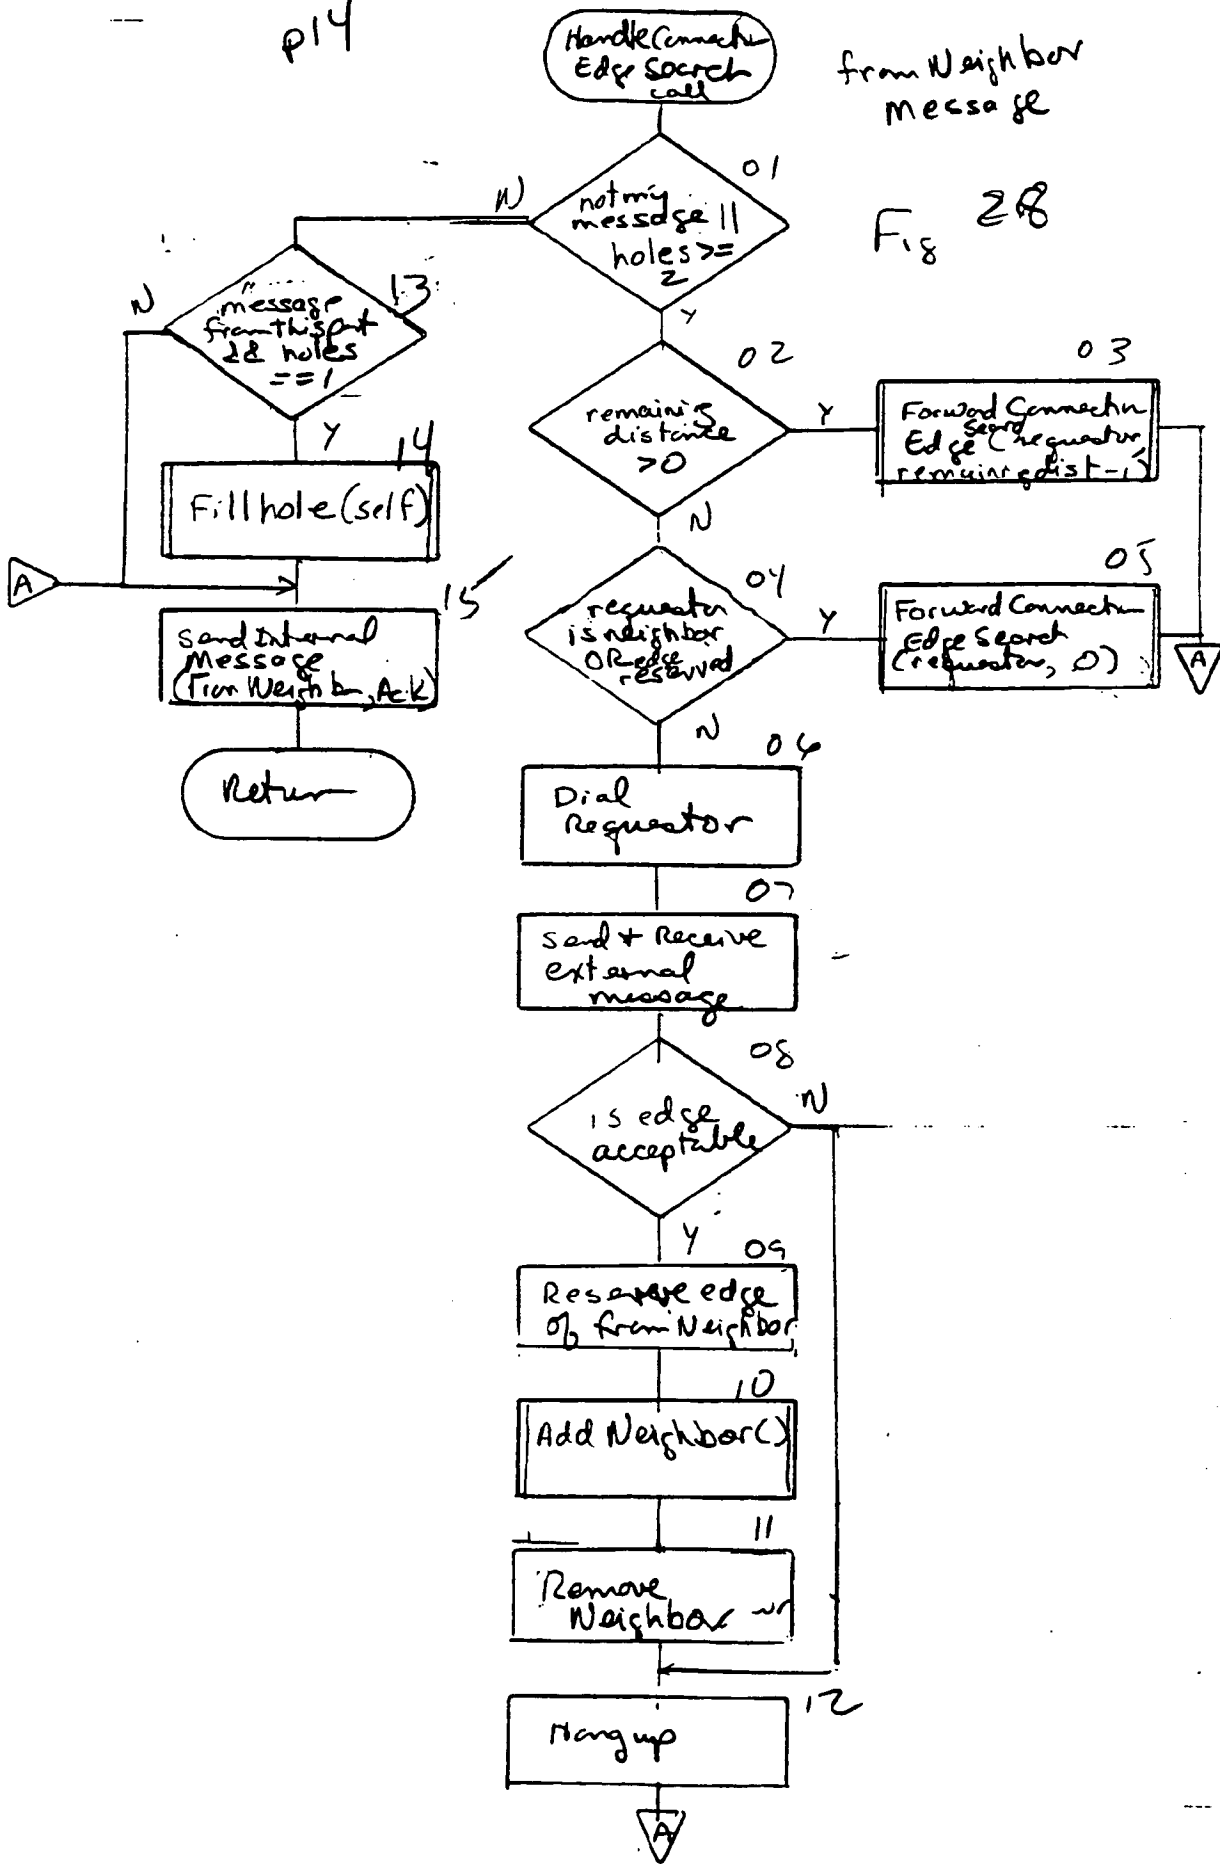 p14
Handle Connection
Edge Search
call
from Neighbor
message
Fig 28
01
not my
message ||
holes >=
2
N
Y
13
message
from this port
&& holes
== 1
N
Y
02
remaining
distance
>0
Y
N
03
Forward Connection
Edge Search (requestor,
remaining dist-1)
14
Fill hole (self)
A
15
Send Internal
Message
(from Neighbor, Ack)
Return
04
requestor
is neighbor
OR edge
reserved
Y
N
05
Forward Connection
Edge Search
(requestor, 0)
A
06
Dial
Requestor
07
Send + Receive
external
message
08
is edge
acceptable
N
Y
09
Reserve edge
of from Neighbor
10
Add Neighbor()
11
Remove
Neighbor
12
Hang up
A